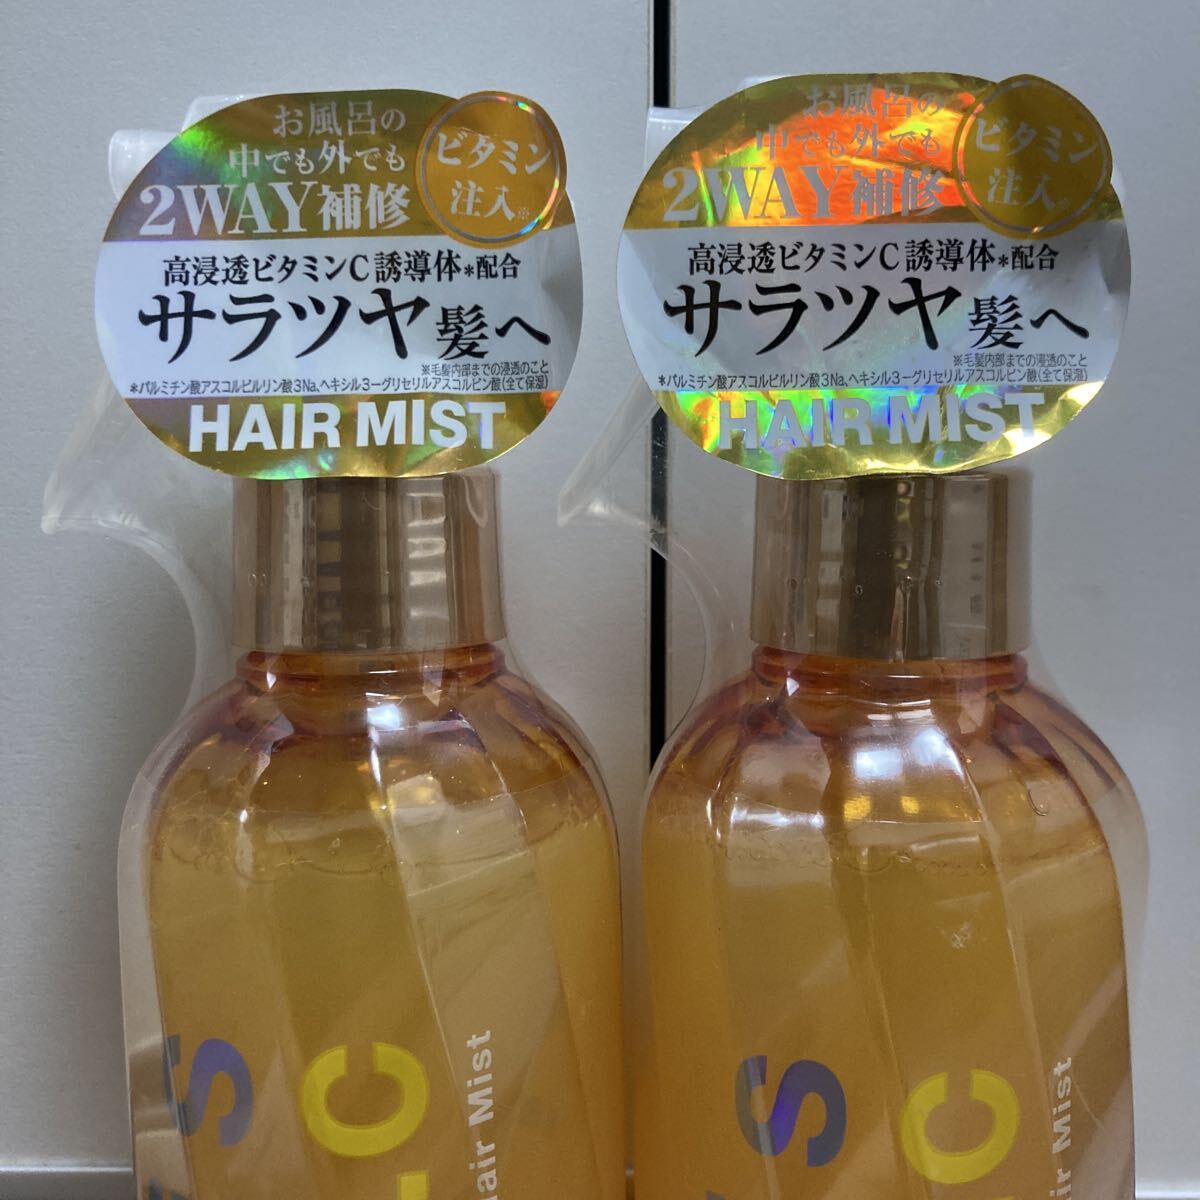 お風呂の
中でも外でも
2WAY補修
ビタミン
注入※
高浸透ビタミンC誘導体*配合
サラツヤ髪へ
※毛髪内部までの浸透のこと
*パルミチン酸アスコルビルリン酸3Na、ヘキシル3-グリセリルアスコルビン酸(全て保湿)
HAIR MIST
お風呂の
中でも外でも
2WAY補修
ビタミン
注入※
高浸透ビタミンC誘導体*配合
サラツヤ髪へ
※毛髪内部までの浸透のこと
*パルミチン酸アスコルビルリン酸3Na、ヘキシル3-グリセリルアスコルビン酸(全て保湿)
HAIR MIST
S
C
Hair Mist
S
C
Hair Mist